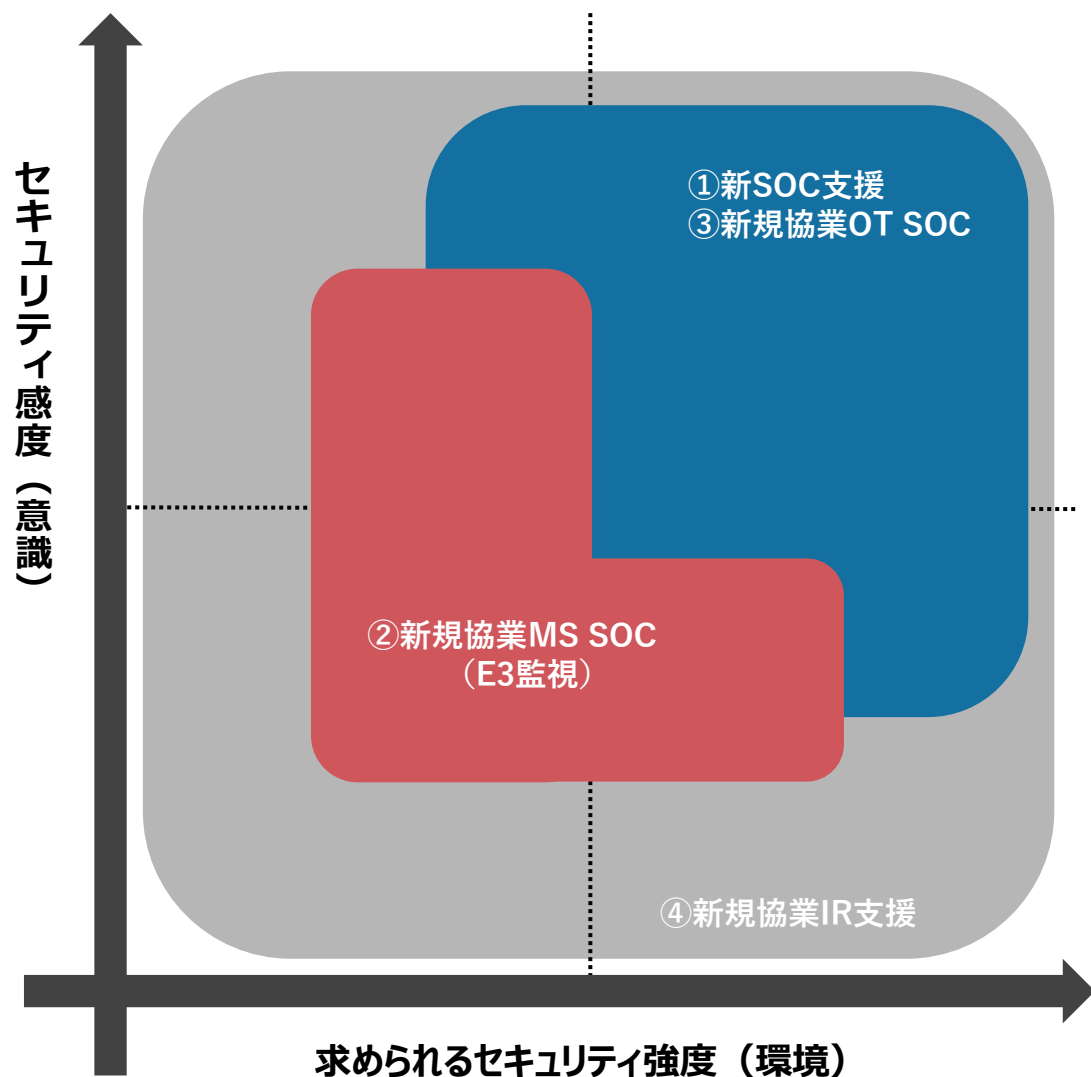 セキュリティ感度（意識）
①新SOC支援
③新規協業OT SOC
②新規協業MS SOC
（E3監視）
④新規協業IR支援
求められるセキュリティ強度（環境）